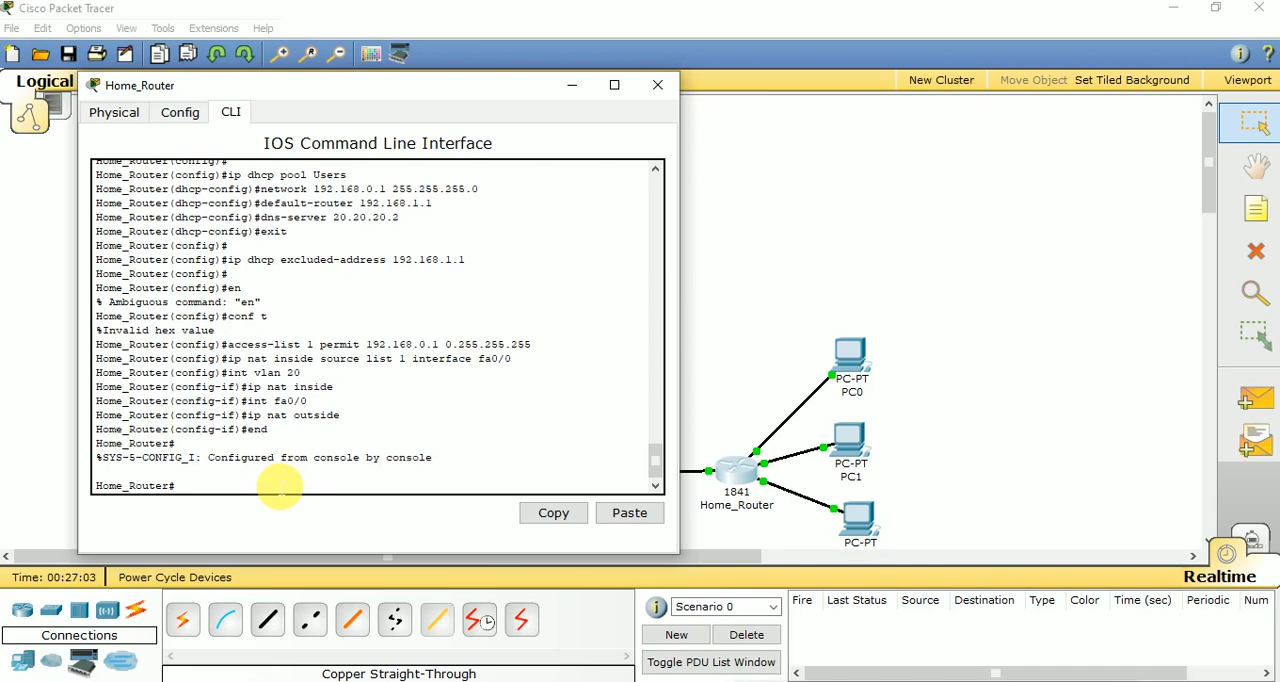 Cisco Packet Tracer
File Edit Options View Tools Extensions Help
Logical
New Cluster Move Object Set Tiled Background Viewport
Home_Router
Physical Config CLI
IOS Command Line Interface
Home_Router(config)#
Home_Router(config)#ip dhcp pool Users
Home_Router(dhcp-config)#network 192.168.0.1 255.255.255.0
Home_Router(dhcp-config)#default-router 192.168.1.1
Home_Router(dhcp-config)#dns-server 20.20.20.2
Home_Router(dhcp-config)#exit
Home_Router(config)#
Home_Router(config)#ip dhcp excluded-address 192.168.1.1
Home_Router(config)#
Home_Router(config)#en
% Ambiguous command: "en"
Home_Router(config)#conf t
%Invalid hex value
Home_Router(config)#access-list 1 permit 192.168.0.1 0.255.255.255
Home_Router(config)#ip nat inside source list 1 interface fa0/0
Home_Router(config)#int vlan 20
Home_Router(config-if)#ip nat inside
Home_Router(config-if)#int fa0/0
Home_Router(config-if)#ip nat outside
Home_Router(config-if)#end
Home_Router#
%SYS-5-CONFIG_I: Configured from console by console
Home_Router#
Copy Paste
PC-PT
PC0
PC-PT
PC1
1841
Home_Router
PC-PT
Time: 00:27:03 Power Cycle Devices
Realtime
Connections
Copper Straight-Through
Scenario 0
New Delete
Toggle PDU List Window
Fire Last Status Source Destination Type Color Time (sec) Periodic Num